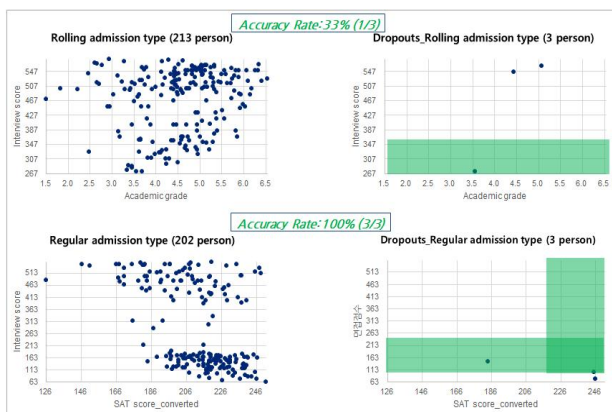 Accuracy Rate:33% (1/3)
Rolling admission type (213 person)
Dropouts_Rolling admission type (3 person)
Interview score
547
507
467
427
387
347
307
267
1.5 2.0 2.5 3.0 3.5 4.0 4.5 5.0 5.5 6.0 6.5
Academic grade
Interview score
547
507
467
427
387
347
307
267
1.5 2.0 2.5 3.0 3.5 4.0 4.5 5.0 5.5 6.0 6.5
Academic grade
Accuracy Rate:100% (3/3)
Regular admission type (202 person)
Dropouts_Regular admission type (3 person)
Interview score
513
463
413
363
313
263
213
163
113
63
126 146 166 186 206 226 246
SAT score_converted
면접점수
513
463
413
363
313
263
213
163
113
63
126 146 166 186 206 226 246
SAT score_converted